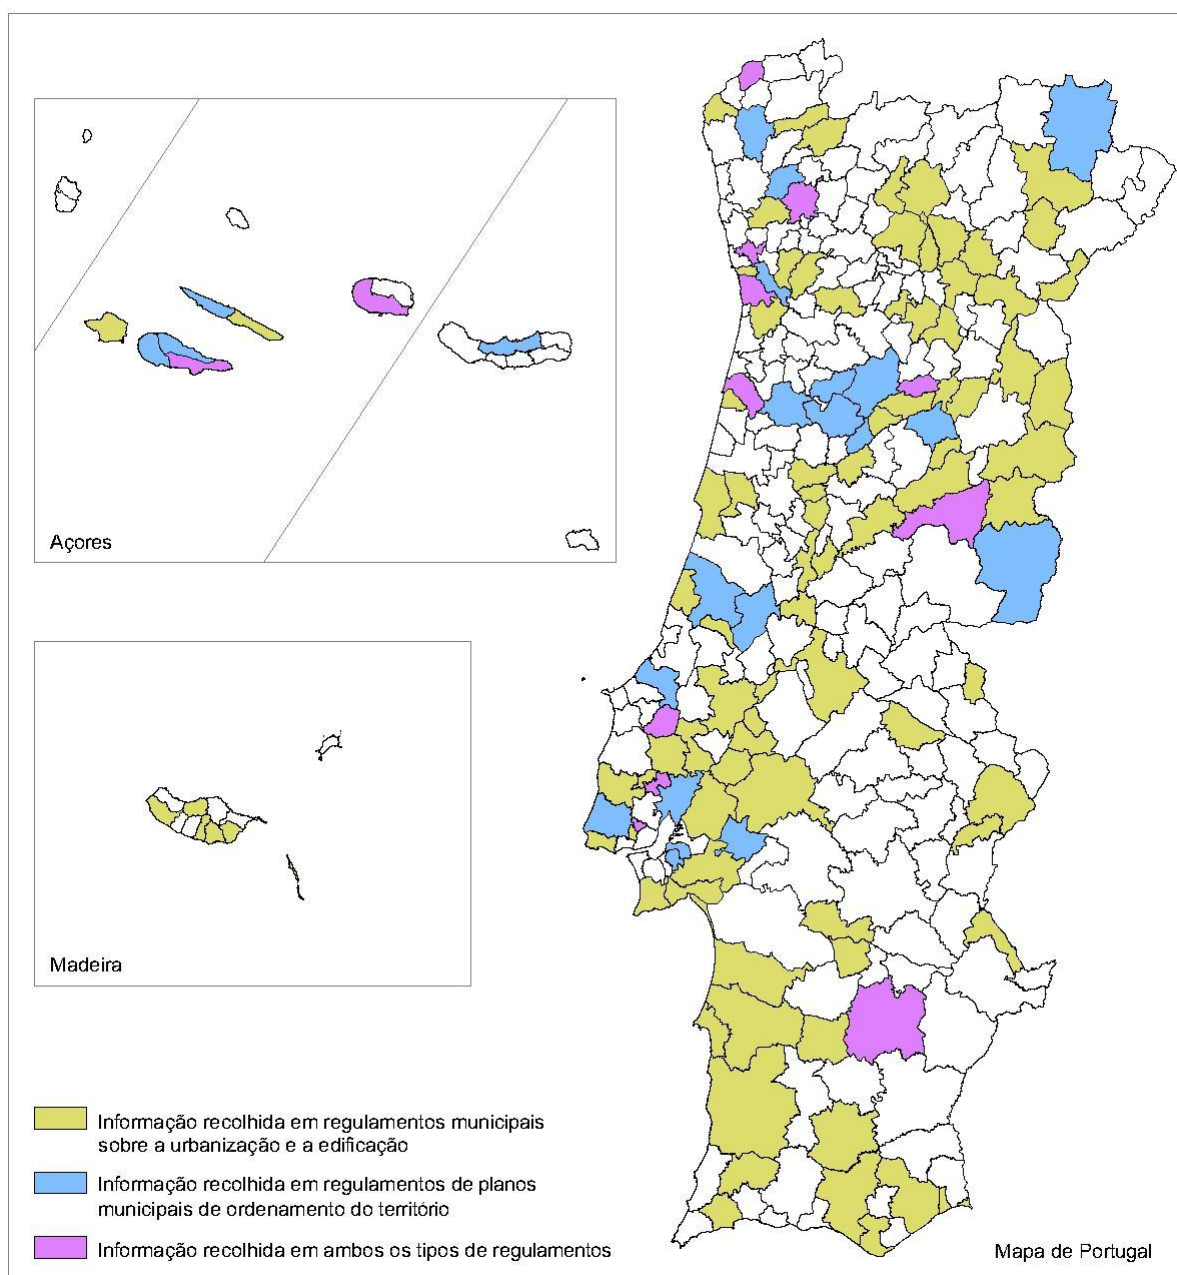 Açores
Madeira
Informação recolhida em regulamentos municipais
sobre a urbanização e a edificação
Informação recolhida em regulamentos de planos
municipais de ordenamento do território
Informação recolhida em ambos os tipos de regulamentos
Mapa de Portugal